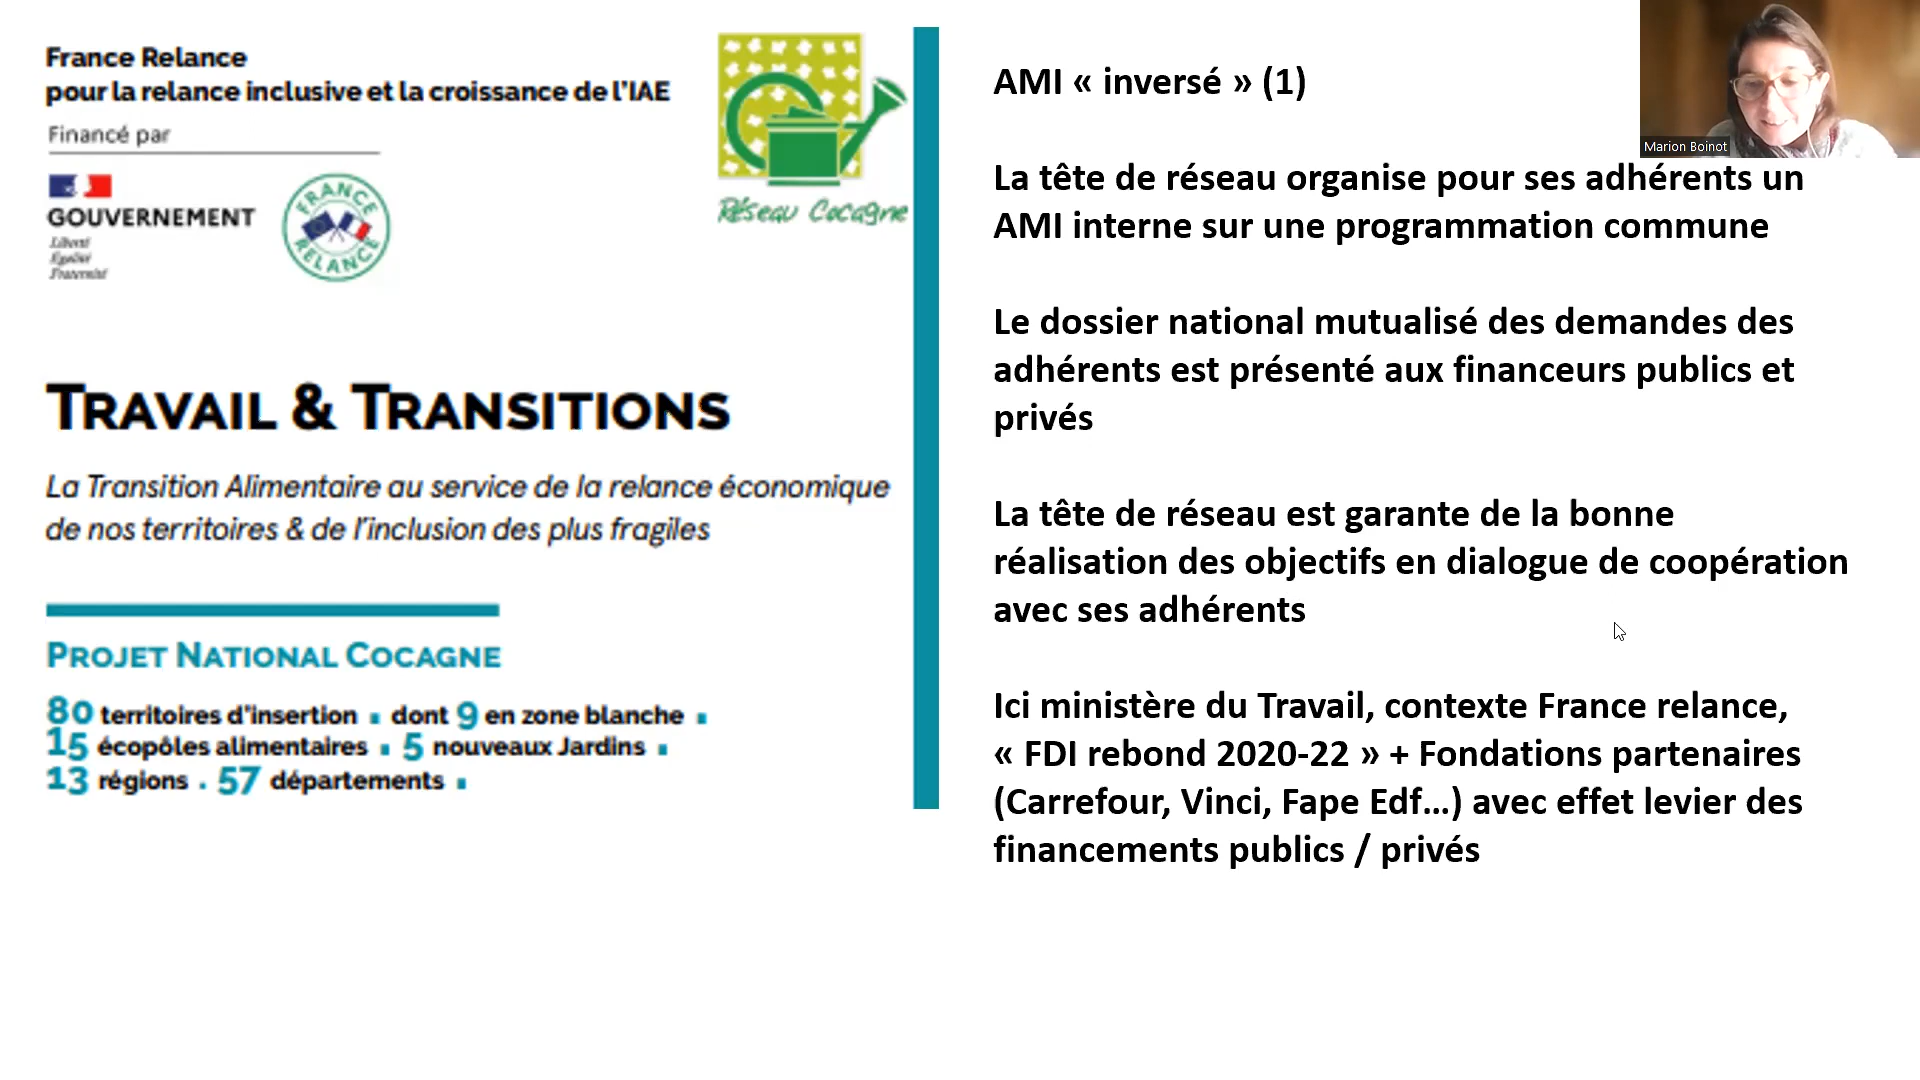 France Relance
pour la relance inclusive et la croissance de l'IAE
Financé par
GOUVERNEMENT
Liberté
Égalité
Fraternité
FRANCE
RELANCE
Réseau Cocagne
TRAVAIL & TRANSITIONS
La Transition Alimentaire au service de la relance économique
de nos territoires & de l'inclusion des plus fragiles
PROJET NATIONAL COCAGNE
80 territoires d'insertion . dont 9 en zone blanche .
15 écopôles alimentaires . 5 nouveaux Jardins .
13 régions . 57 départements .
AMI « inversé » (1)
La tête de réseau organise pour ses adhérents un
AMI interne sur une programmation commune
Le dossier national mutualisé des demandes des
adhérents est présenté aux financeurs publics et
privés
La tête de réseau est garante de la bonne
réalisation des objectifs en dialogue de coopération
avec ses adhérents
Ici ministère du Travail, contexte France relance,
« FDI rebond 2020-22 » + Fondations partenaires
(Carrefour, Vinci, Fape Edf…) avec effet levier des
financements publics / privés
Marion Boinot